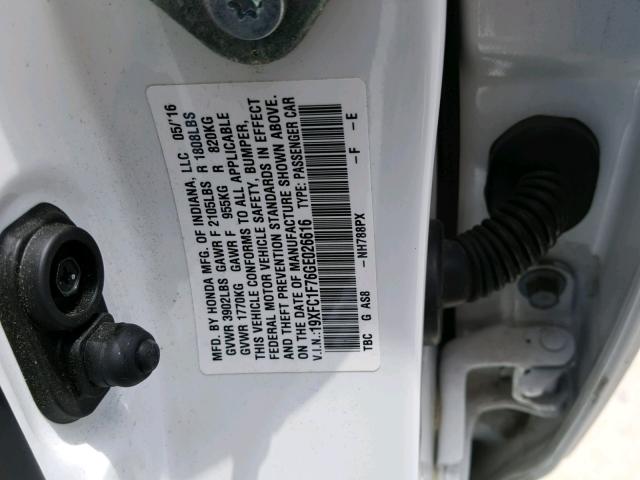 MFD. BY HONDA MFG. OF INDIANA, LLC 05/'16
GVWR 3902LBS GAWR F 2105LBS R 1808LBS
GVWR 1770KG GAWR F 955KG R 820KG
THIS VEHICLE CONFORMS TO ALL APPLICABLE
FEDERAL MOTOR VEHICLE SAFETY, BUMPER,
AND THEFT PREVENTION STANDARDS IN EFFECT
ON THE DATE OF MANUFACTURE SHOWN ABOVE.
V.I.N.:19XFC1F76GE026616 TYPE: PASSENGER CAR
TBC G AS8 -NH788PX -F -E